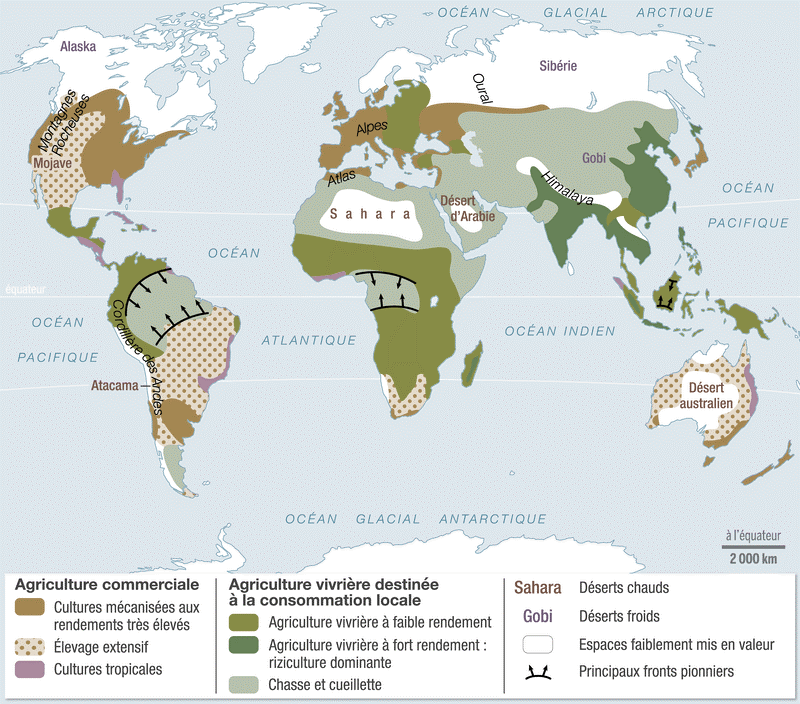 OCÉAN GLACIAL ARCTIQUE
Alaska
Sibérie
Oural
Montagnes
Rocheuses
Alpes
Mojave
Gobi
Atlas
Himalaya
Sahara
Désert
d'Arabie
OCÉAN
PACIFIQUE
OCÉAN
équateur
OCÉAN
PACIFIQUE
Cordillère des Andes
ATLANTIQUE
OCÉAN INDIEN
Atacama
Désert
australien
OCÉAN GLACIAL ANTARCTIQUE
à l'équateur
2 000 km
Agriculture commerciale
Cultures mécanisées aux
rendements très élevés
Élevage extensif
Cultures tropicales
Agriculture vivrière destinée
à la consommation locale
Agriculture vivrière à faible rendement
Agriculture vivrière à fort rendement :
riziculture dominante
Chasse et cueillette
Sahara Déserts chauds
Gobi Déserts froids
Espaces faiblement mis en valeur
Principaux fronts pionniers